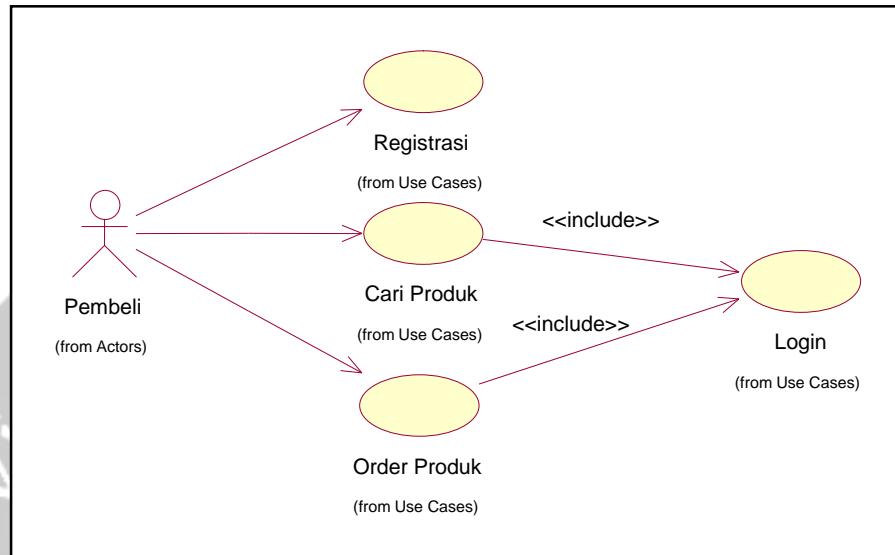 Registrasi
(from Use Cases)
<<include>>
Pembeli
(from Actors)
Cari Produk
(from Use Cases)
<<include>>
Login
(from Use Cases)
Order Produk
(from Use Cases)